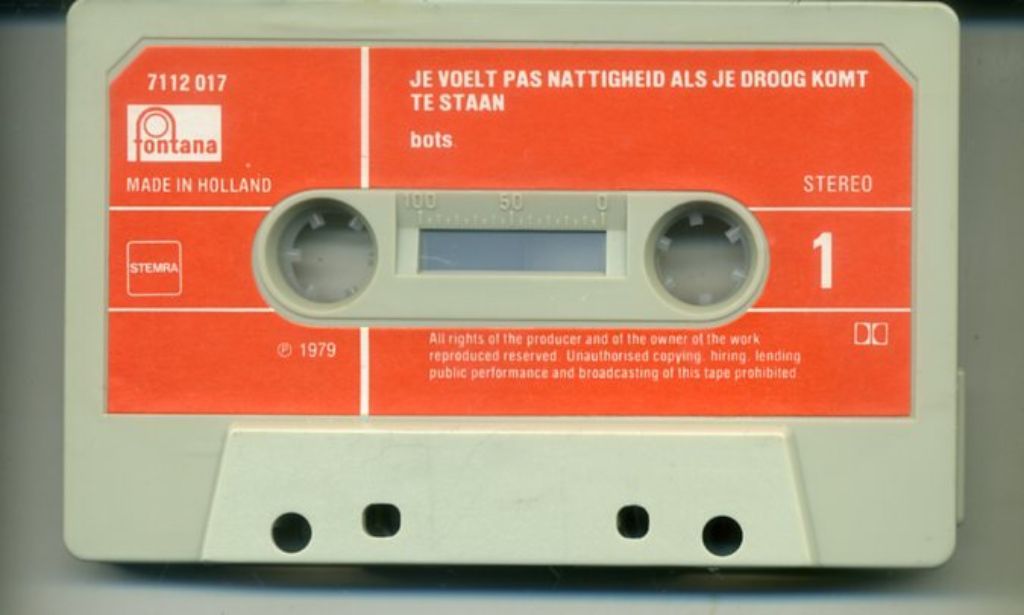 7112 017
fontana
MADE IN HOLLAND
JE VOELT PAS NATTIGHEID ALS JE DROOG KOMT
TE STAAN
bots
STEREO
100 50 0
STEMRA
1
℗ 1979
All rights of the producer and of the owner of the work
reproduced reserved. Unauthorised copying, hiring, lending
public performance and broadcasting of this tape prohibited